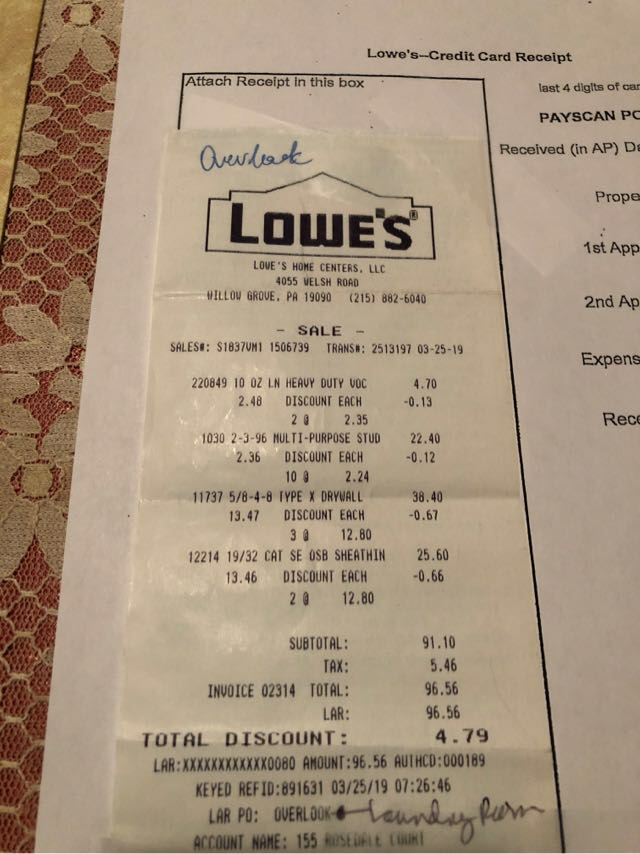 Lowe's--Credit Card Receipt
Attach Receipt in this box
last 4 digits of car
PAYSCAN PO
Received (in AP) Da
Prope
1st App
2nd Ap
Expens
Rece
Overlook
LOWE'S®
LOWE'S HOME CENTERS, LLC
4055 WELSH ROAD
WILLOW GROVE, PA 19090 (215) 882-6040
- SALE -
SALES#: S1837VM1 1506739 TRANS#: 2513197 03-25-19
220849 10 OZ LN HEAVY DUTY VOC 4.70
2.48 DISCOUNT EACH -0.13
2 @ 2.35
1030 2-3-96 MULTI-PURPOSE STUD 22.40
2.36 DISCOUNT EACH -0.12
10 @ 2.24
11737 5/8-4-8 TYPE X DRYWALL 38.40
13.47 DISCOUNT EACH -0.67
3 @ 12.80
12214 19/32 CAT SE OSB SHEATHIN 25.60
13.46 DISCOUNT EACH -0.66
2 @ 12.80
SUBTOTAL: 91.10
TAX: 5.46
INVOICE 02314 TOTAL: 96.56
LAR: 96.56
TOTAL DISCOUNT: 4.79
LAR:XXXXXXXXXXXX0080 AMOUNT:96.56 AUTHCD:000189
KEYED REFID:891631 03/25/19 07:26:46
LAR PO: OVERLOOK Laundry Room
ACCOUNT NAME: 155 ROSEDALE COURT